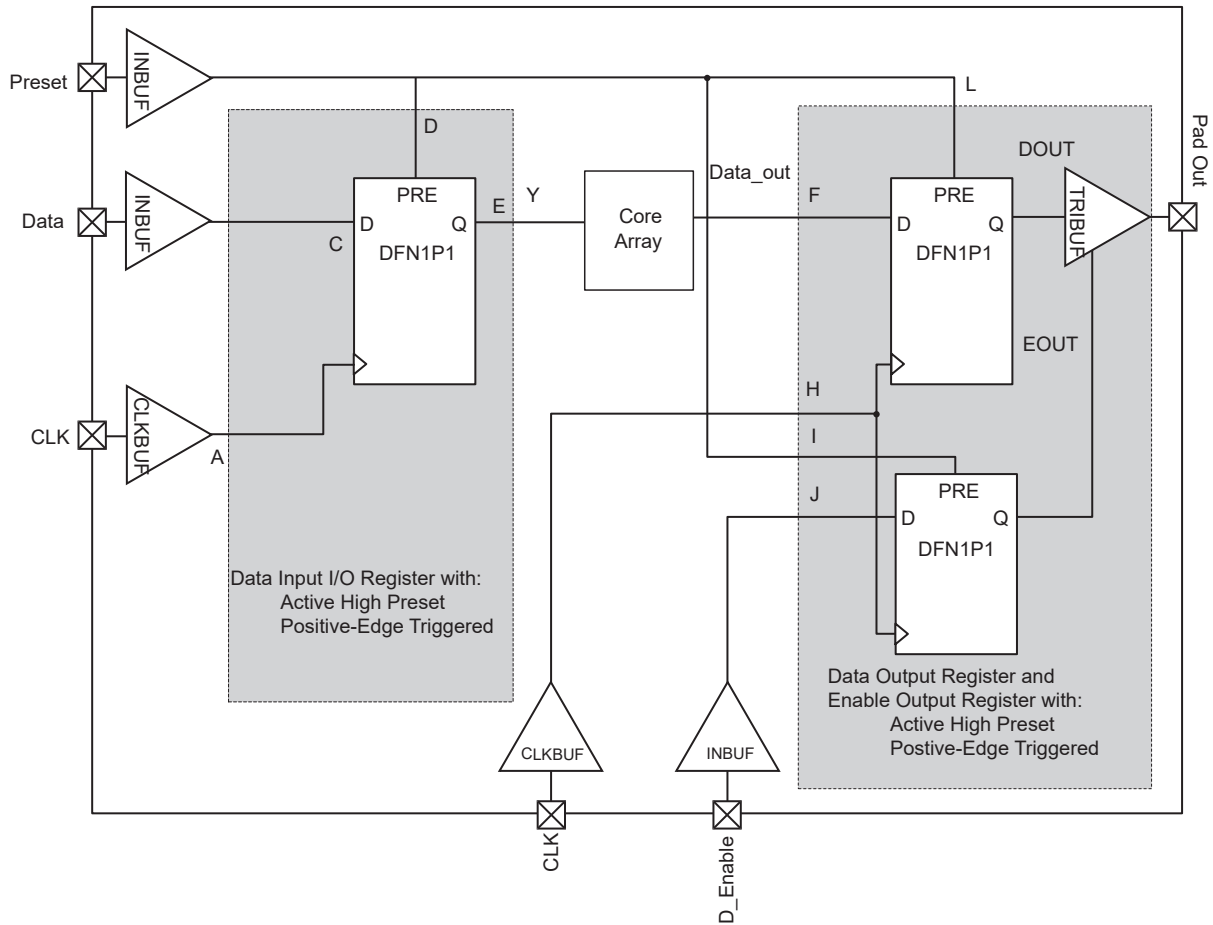 Preset
INBUF
L
D
Pad Out
DOUT
PRE
Data_out
PRE
TRIBUF
Data
INBUF
E
Y
Core
Array
F
D
Q
C
DFN1P1
D
Q
DFN1P1
EOUT
H
CLK
CLKBUF
A
I
J
PRE
D
Q
DFN1P1
Data Input I/O Register with:
Active High Preset
Positive-Edge Triggered
Data Output Register and
Enable Output Register with:
Active High Preset
Postive-Edge Triggered
CLKBUF
INBUF
CLK
D_Enable